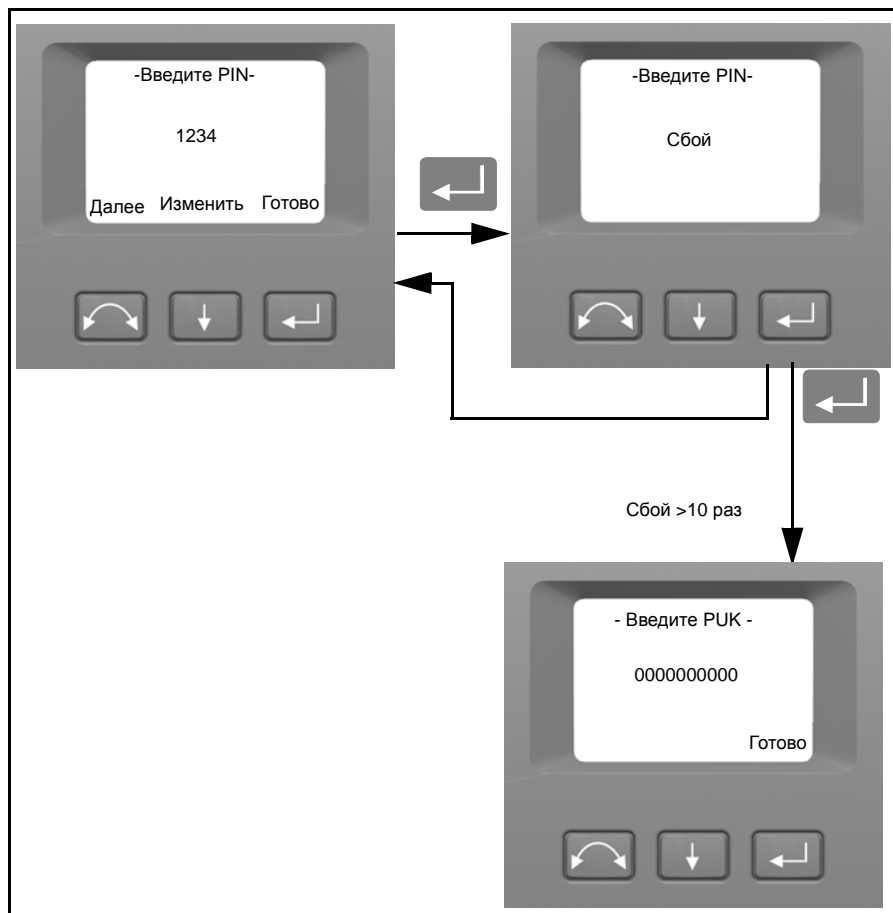 -Введите PIN-
1234
Далее Изменить Готово
-Введите PIN-
Сбой
Сбой >10 раз
- Введите PUK -
0000000000
Готово